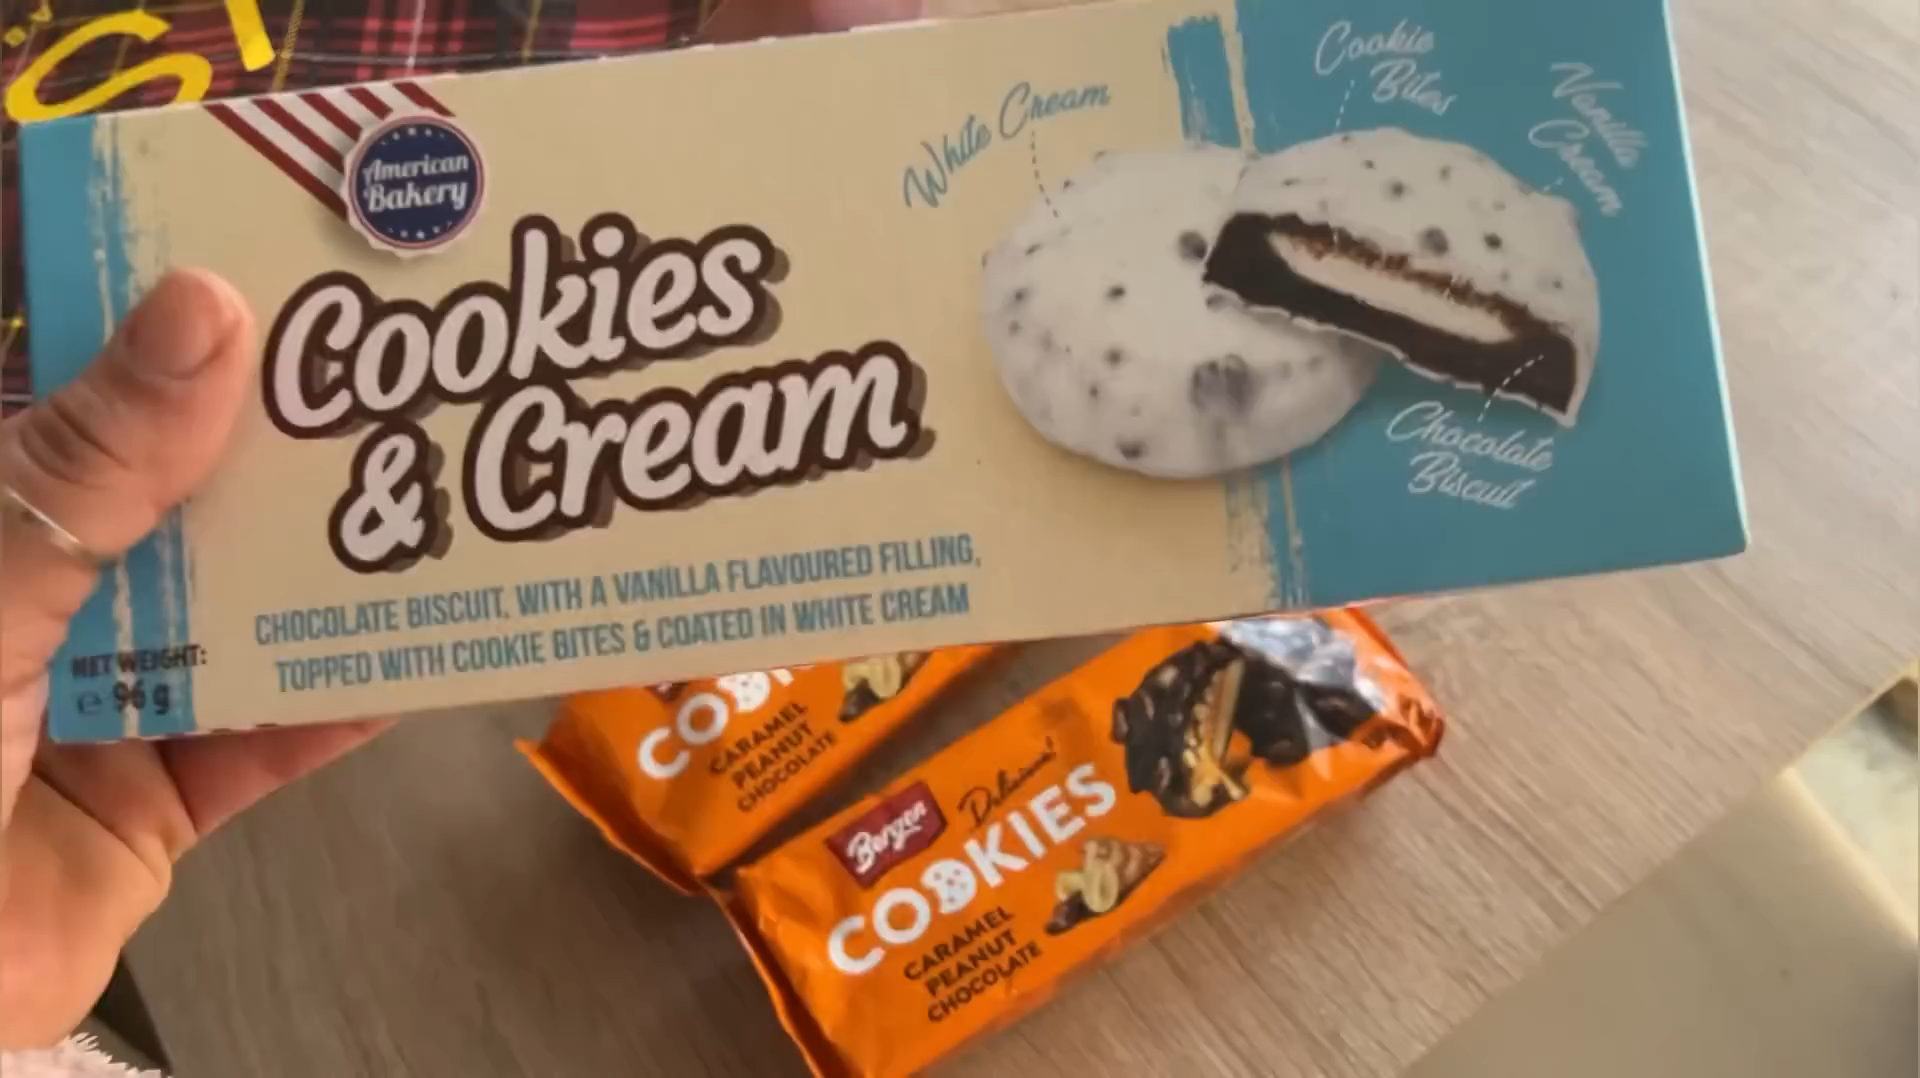 American
Bakery
Cookies
& Cream
CHOCOLATE BISCUIT, WITH A VANILLA FLAVOURED FILLING,
TOPPED WITH COOKIE BITES & COATED IN WHITE CREAM
NET WEIGHT:
e 96 g
White Cream
Cookie
Bites
Vanilla
Cream
Chocolate
Biscuit
CARAMEL
PEANUT
CHOCOLATE
Bergen
Delicious!
COOKIES
CARAMEL
PEANUT
CHOCOLATE